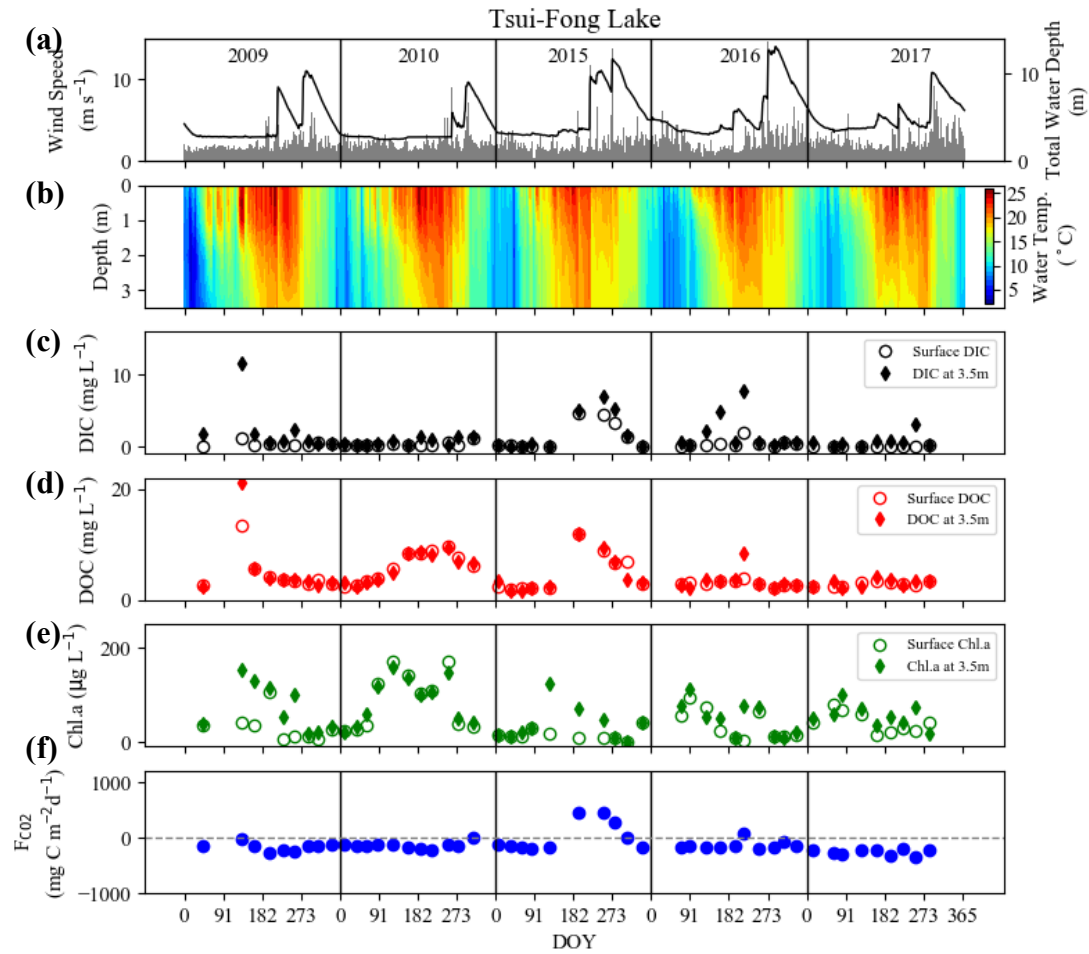 Tsui-Fong Lake
(a)
Wind Speed
(m s⁻¹)
10
0
2009
2010
2015
2016
2017
10
0
Total Water Depth
(m)
(b)
Depth (m)
0
1
2
3
25
20
15
10
5
Water Temp.
(°C)
(c)
DIC (mg L⁻¹)
10
0
Surface DIC
DIC at 3.5m
(d)
DOC (mg L⁻¹)
20
0
Surface DOC
DOC at 3.5m
(e)
Chl.a (μg L⁻¹)
200
0
Surface Chl.a
Chl.a at 3.5m
(f)
F_CO2
(mg C m⁻²d⁻¹)
1000
0
−1000
0 91 182 273 0 91 182 273 0 91 182 273 0 91 182 273 0 91 182 273 365
DOY